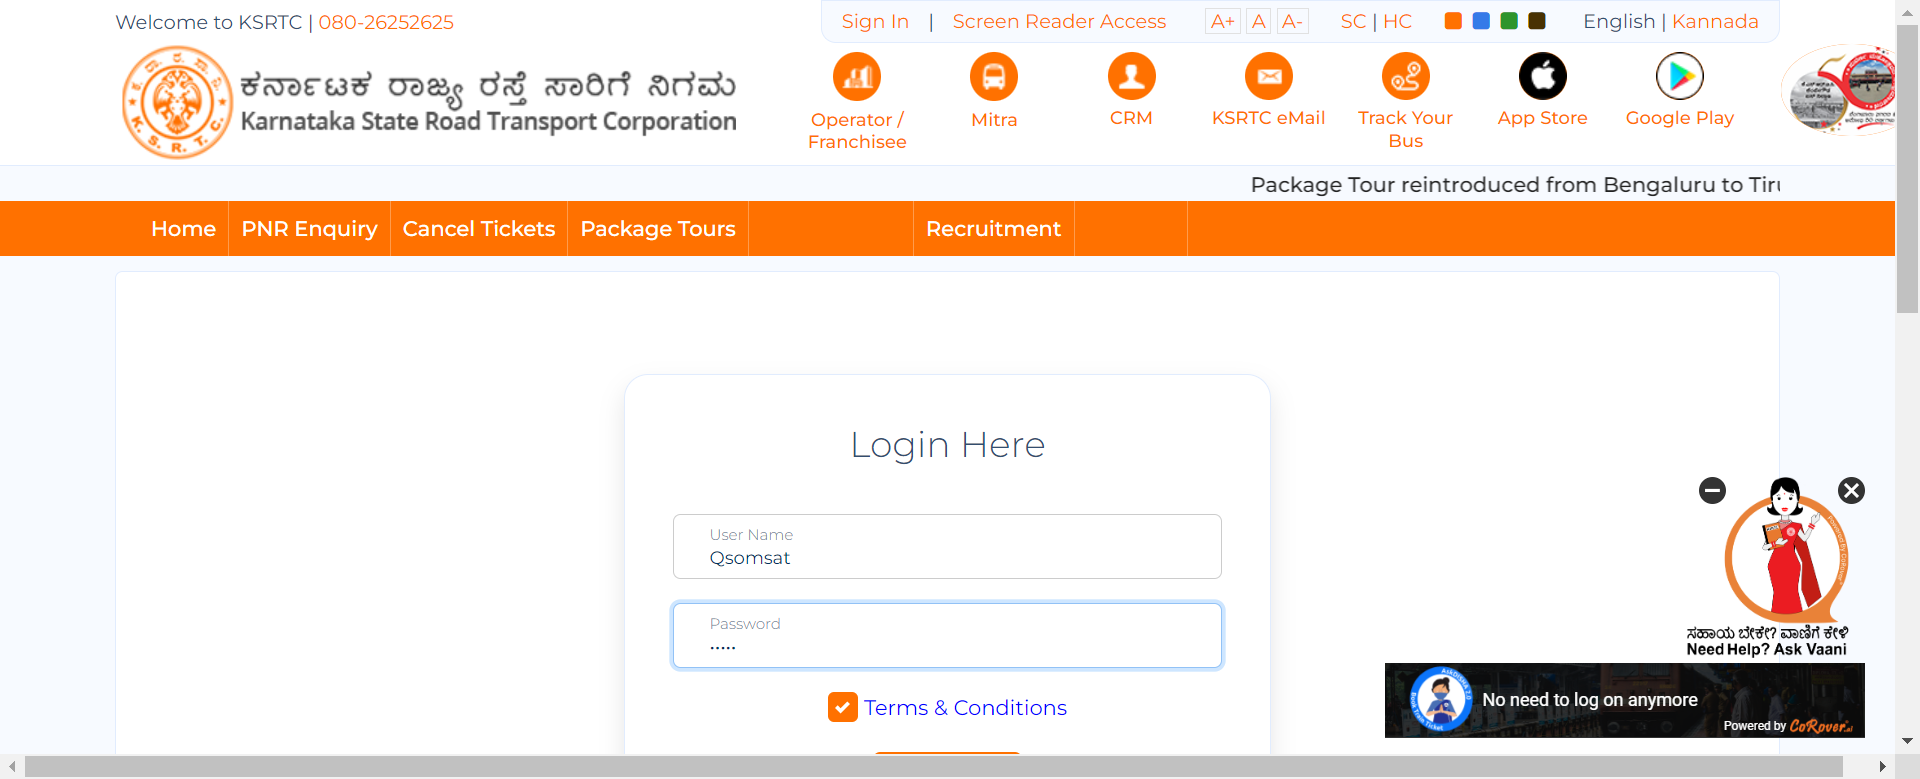 Welcome to KSRTC | 080-26252625
Sign In | Screen Reader Access A+ A A- SC | HC English | Kannada
ಕರ್ನಾಟಕ ರಾಜ್ಯ ರಸ್ತೆ ಸಾರಿಗೆ ನಿಗಮ
Karnataka State Road Transport Corporation
K. S. R. T. C.
Operator / Franchisee
Mitra
CRM
KSRTC eMail
Track Your Bus
App Store
Google Play
Package Tour reintroduced from Bengaluru to Tiru
Home PNR Enquiry Cancel Tickets Package Tours Recruitment
Login Here
User Name
Qsomsat
Password
•••••
Terms & Conditions
ಸಹಾಯ ಬೇಕೇ? ವಾಣಿಗೆ ಕೇಳಿ
Need Help? Ask Vaani
No need to log on anymore
Powered by CoRover.ai